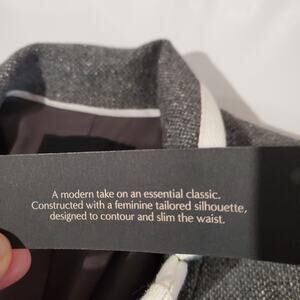 A modern take on an essential classic.
Constructed with a feminine tailored silhouette,
designed to contour and slim the waist.